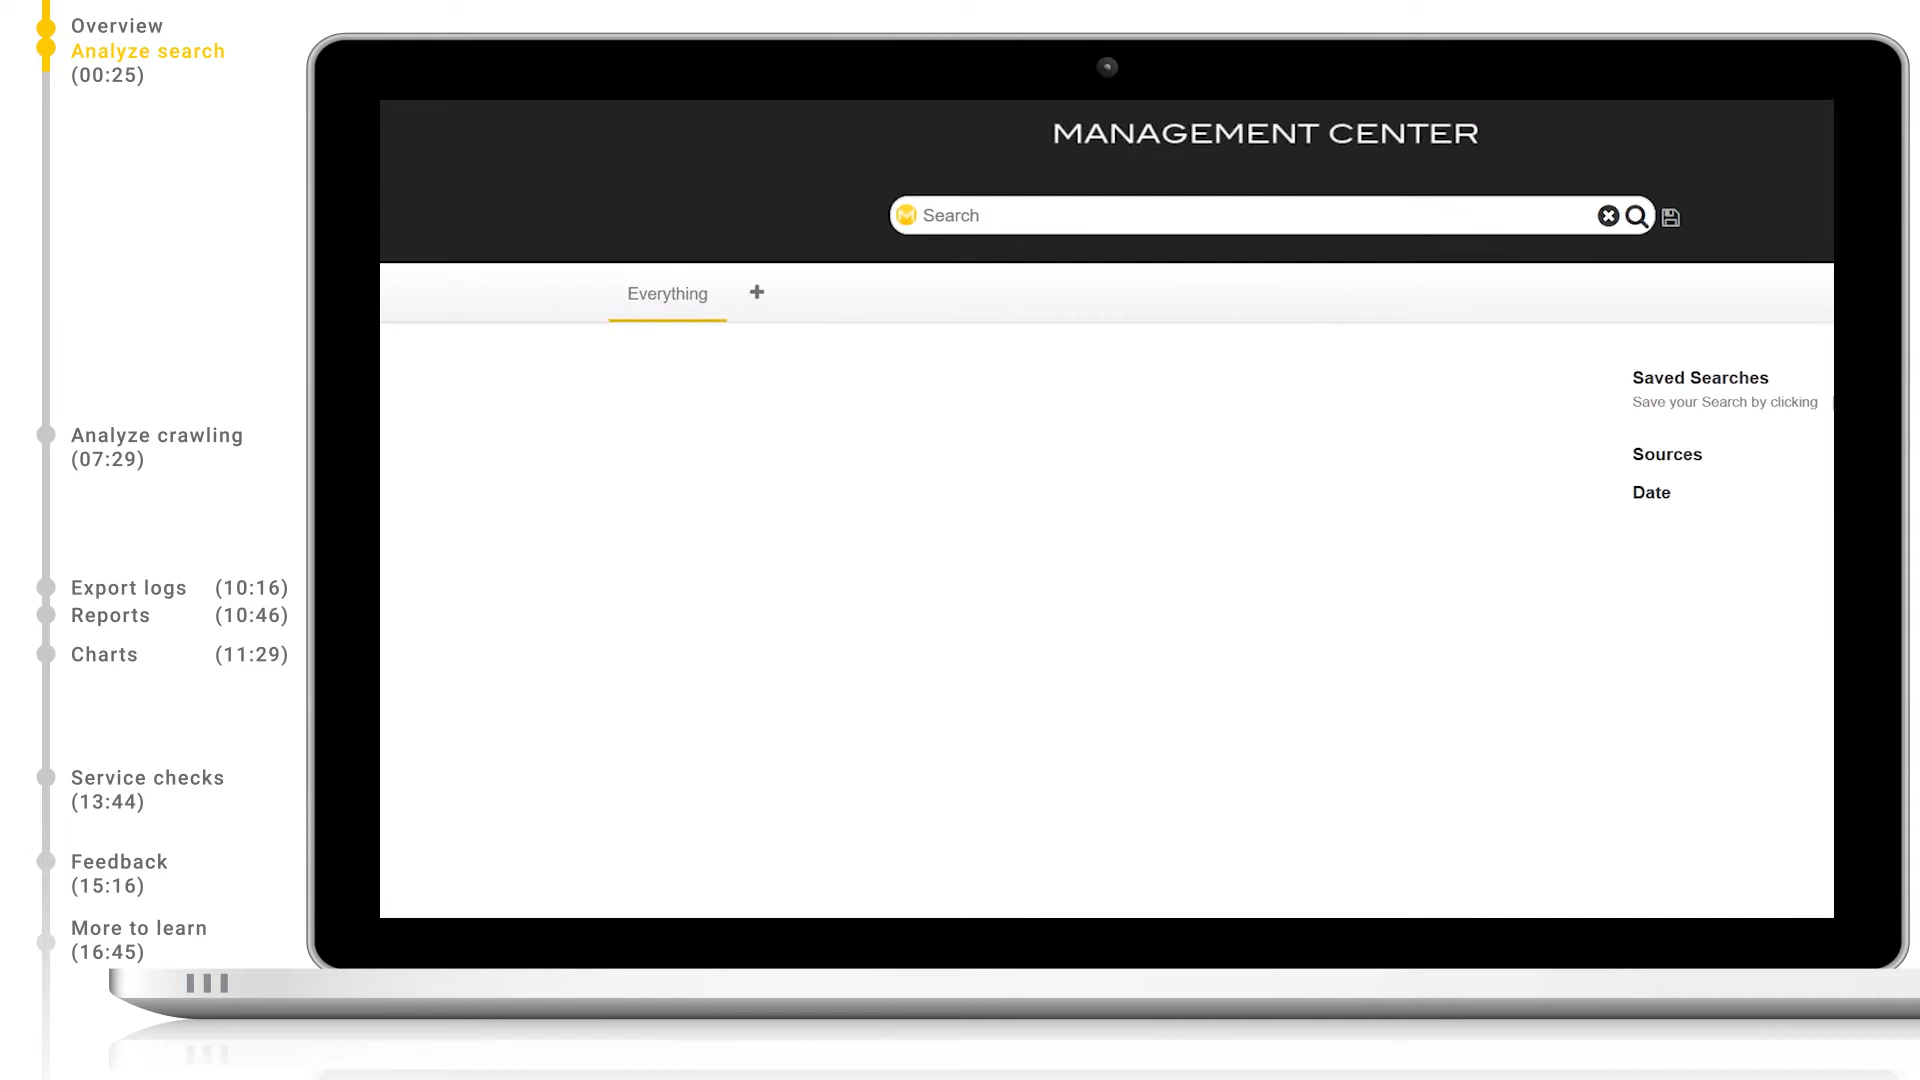 Overview
Analyze search
(00:25)
Analyze crawling
(07:29)
Export logs (10:16)
Reports (10:46)
Charts (11:29)
Service checks
(13:44)
Feedback
(15:16)
More to learn
(16:45)
MANAGEMENT CENTER
Search
Everything
Saved Searches
Save your Search by clicking
Sources
Date